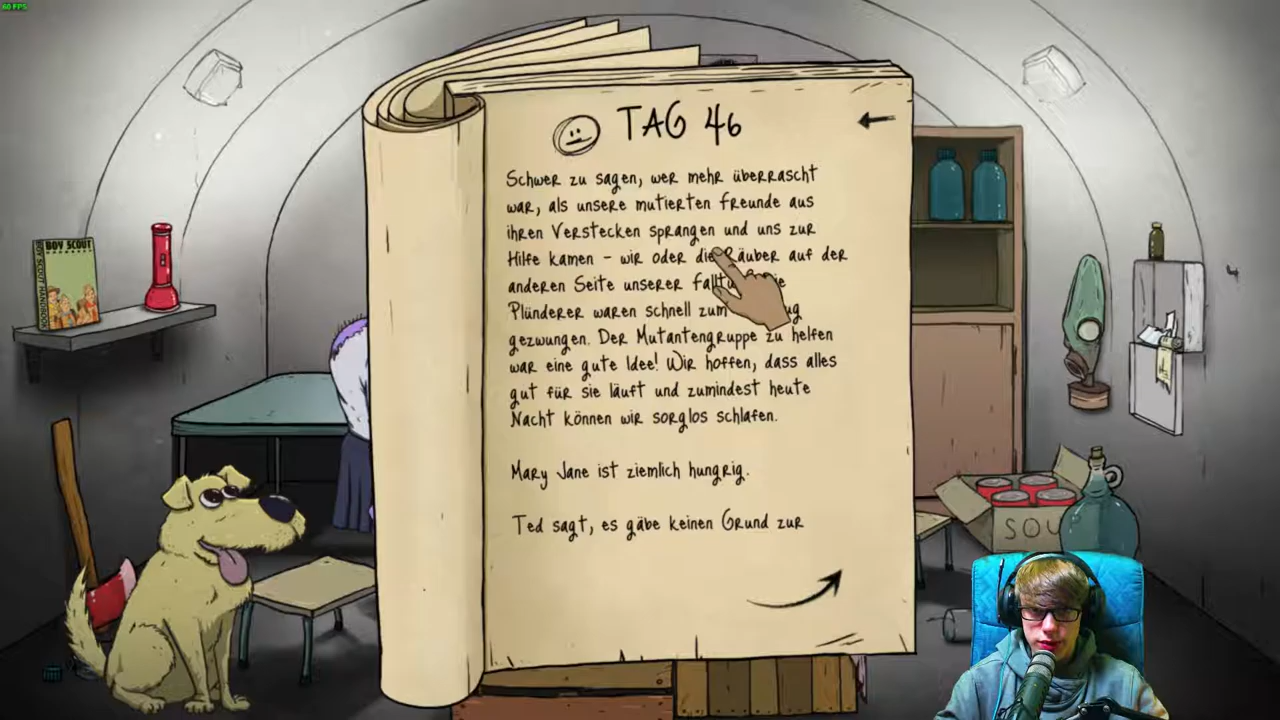 60 FPS
BOY SCOUT
TAG 46
Schwer zu sagen, wer mehr überrascht
war, als unsere mutierten Freunde aus
ihren Verstecken sprangen und uns zur
Hilfe kamen - wir oder die Räuber auf der
anderen Seite unserer
Plünderer waren schnell zum
gezwungen. Der Mutantengruppe zu helfen
war eine gute Idee! Wir hoffen, dass alles
gut für sie läuft und zumindest heute
Nacht können wir sorglos schlafen.
Mary Jane ist ziemlich hungrig.
Ted sagt, es gäbe keinen Grund zur
SOU